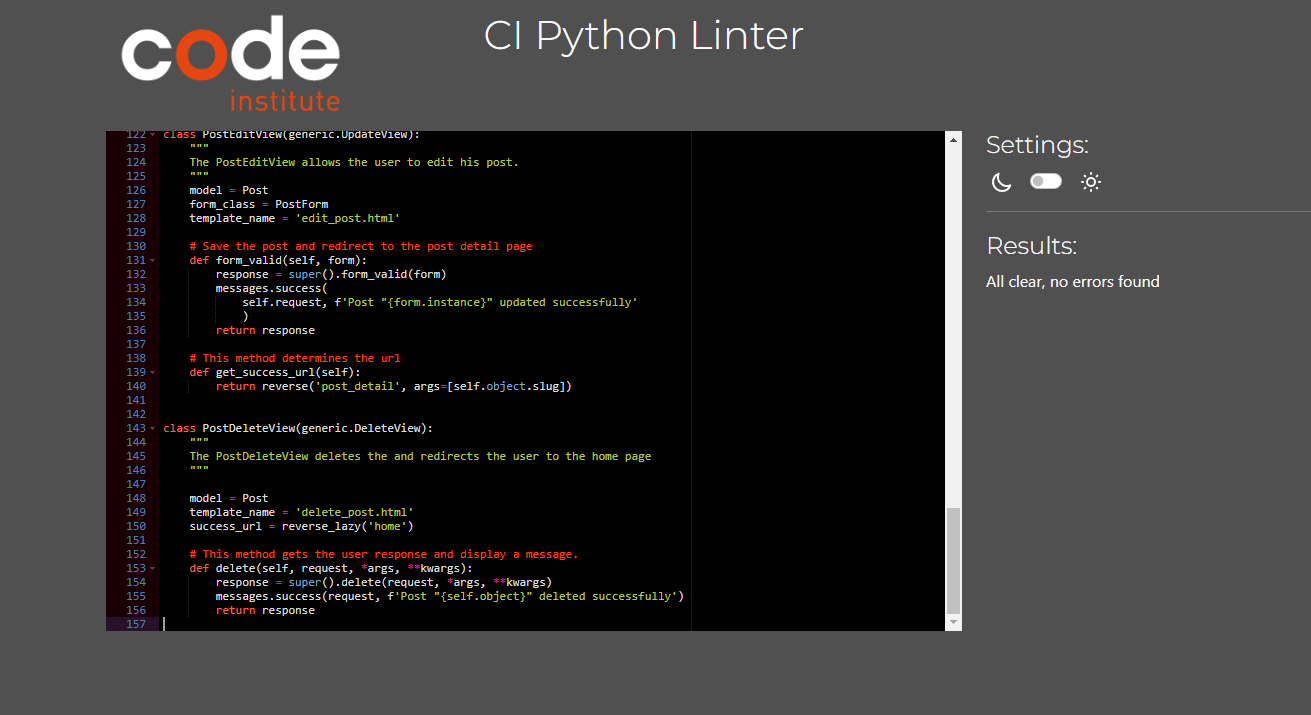 code
institute
CI Python Linter
122 class PostEditView(generic.UpdateView):
123 """
124 The PostEditView allows the user to edit his post.
125 """
126 model = Post
127 form_class = PostForm
128 template_name = 'edit_post.html'
129
130 # Save the post and redirect to the post detail page
131 def form_valid(self, form):
132 response = super().form_valid(form)
133 messages.success(
134 self.request, f'Post "{form.instance}" updated successfully'
135 )
136 return response
137
138 # This method determines the url
139 def get_success_url(self):
140 return reverse('post_detail', args=[self.object.slug])
141
142
143 class PostDeleteView(generic.DeleteView):
144 """
145 The PostDeleteView deletes the and redirects the user to the home page
146 """
147
148 model = Post
149 template_name = 'delete_post.html'
150 success_url = reverse_lazy('home')
151
152 # This method gets the user response and display a message.
153 def delete(self, request, *args, **kwargs):
154 response = super().delete(request, *args, **kwargs)
155 messages.success(request, f'Post "{self.object}" deleted successfully')
156 return response
157
Settings:
Results:
All clear, no errors found